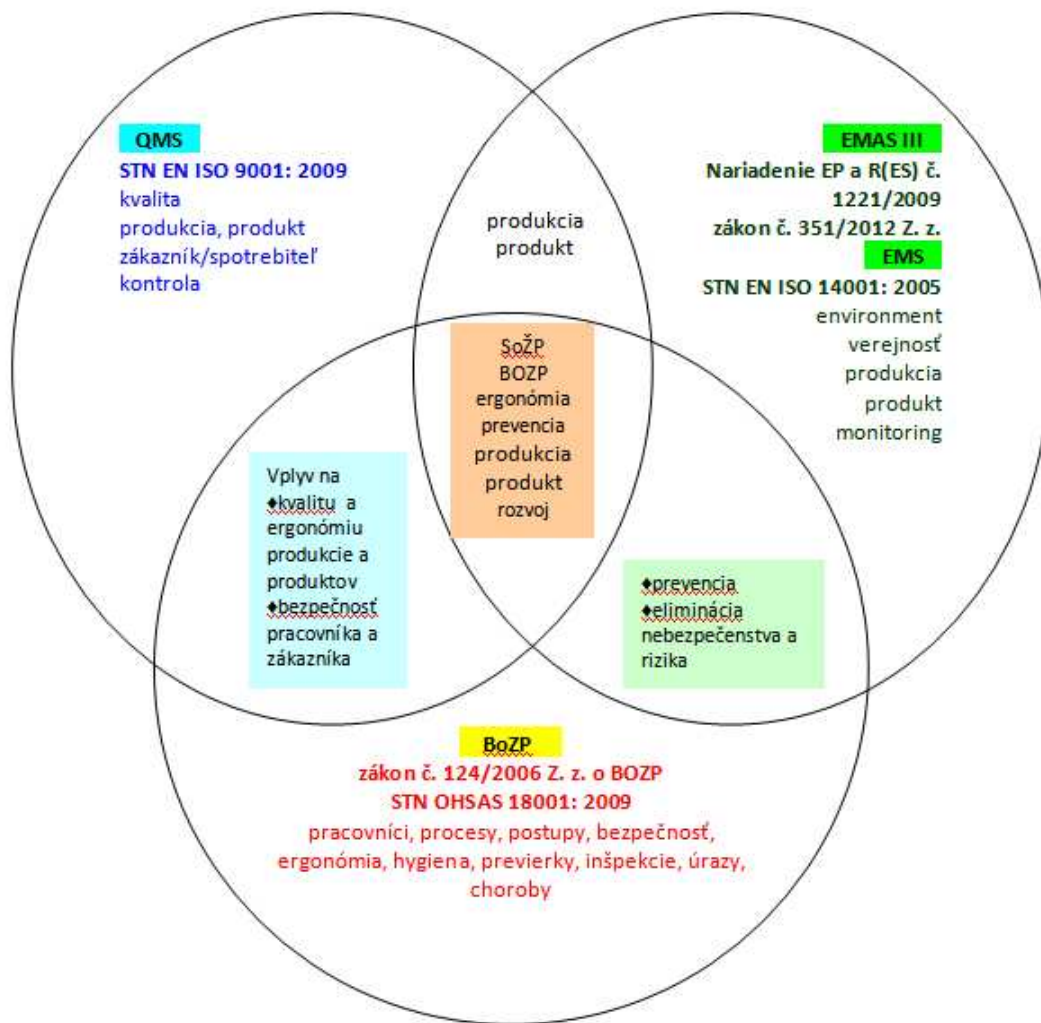 QMS
STN EN ISO 9001: 2009
kvalita
produkcia, produkt
zákazník/spotrebiteľ
kontrola
produkcia
produkt
EMAS III
Nariadenie EP a R(ES) č.
1221/2009
zákon č. 351/2012 Z. z.
EMS
STN EN ISO 14001: 2005
environment
verejnosť
produkcia
produkt
monitoring
SoŽP
BOZP
ergonómia
prevencia
produkcia
produkt
rozvoj
Vplyv na
♦kvalitu a
ergonómiu
produkcie a
produktov
♦bezpečnosť
pracovníka a
zákazníka
♦prevencia
♦eliminácia
nebezpečenstva a
rizika
BoZP
zákon č. 124/2006 Z. z. o BOZP
STN OHSAS 18001: 2009
pracovníci, procesy, postupy, bezpečnosť,
ergonómia, hygiena, previerky, inšpekcie, úrazy,
choroby